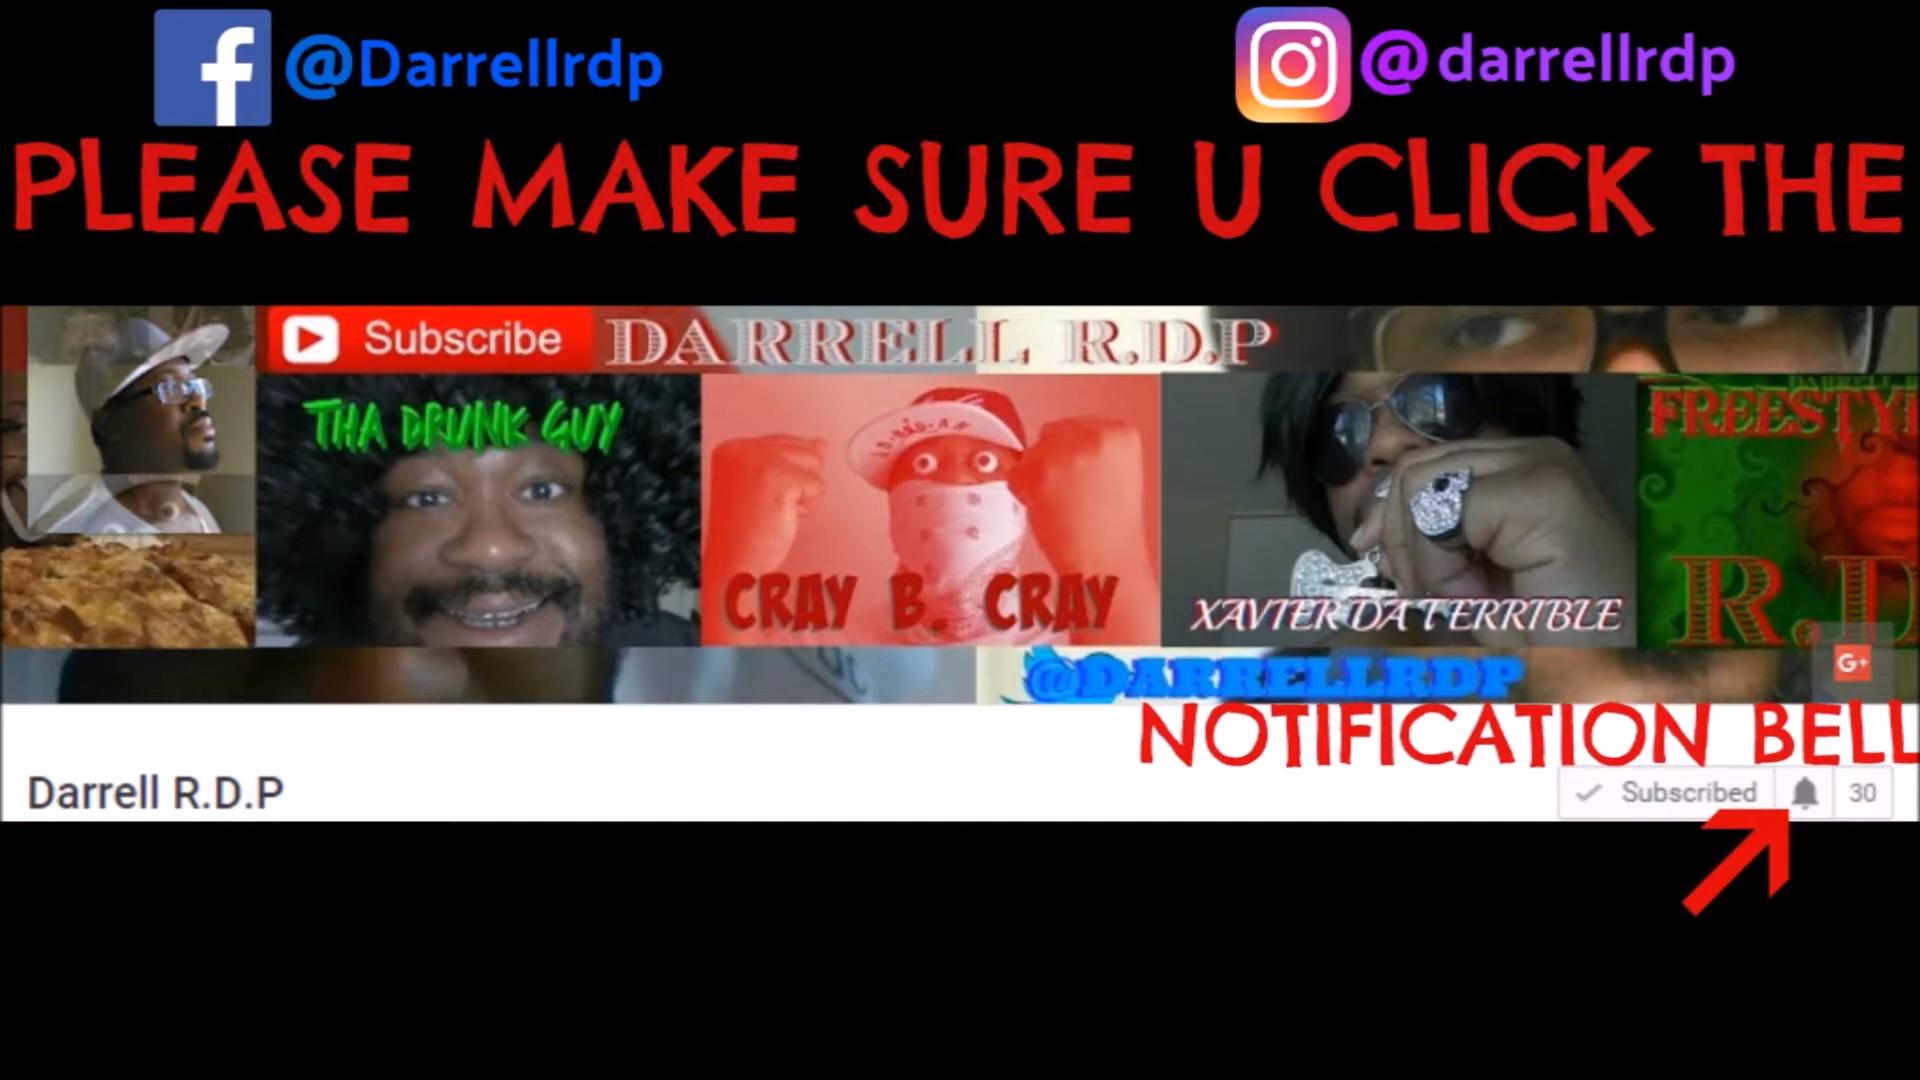 @Darrellrdp
@darrellrdp
PLEASE MAKE SURE U CLICK THE
Subscribe
DARRELL R.D.P
THA DRUNK GUY
CRAY B. CRAY
XAVIER DA TERRIBLE
R.D
@DARRELLRDP
G+
NOTIFICATION BELL
Darrell R.D.P
Subscribed
30